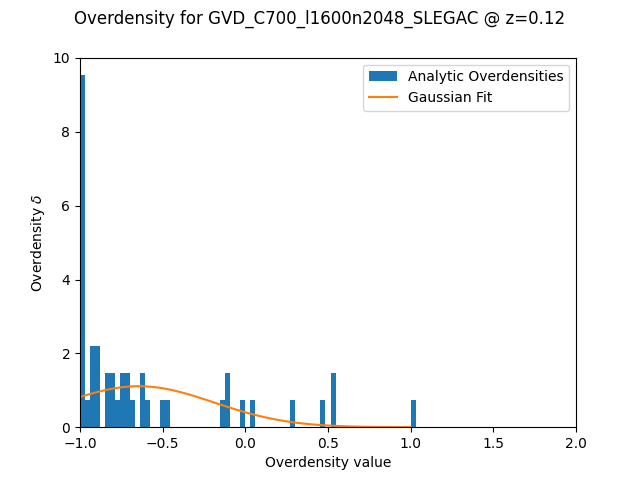 Overdensity for GVD_C700_l1600n2048_SLEGAC @ z=0.12
Analytic Overdensities
Gaussian Fit
Overdensity δ
10
8
6
4
2
0
−1.0 −0.5 0.0 0.5 1.0 1.5 2.0
Overdensity value